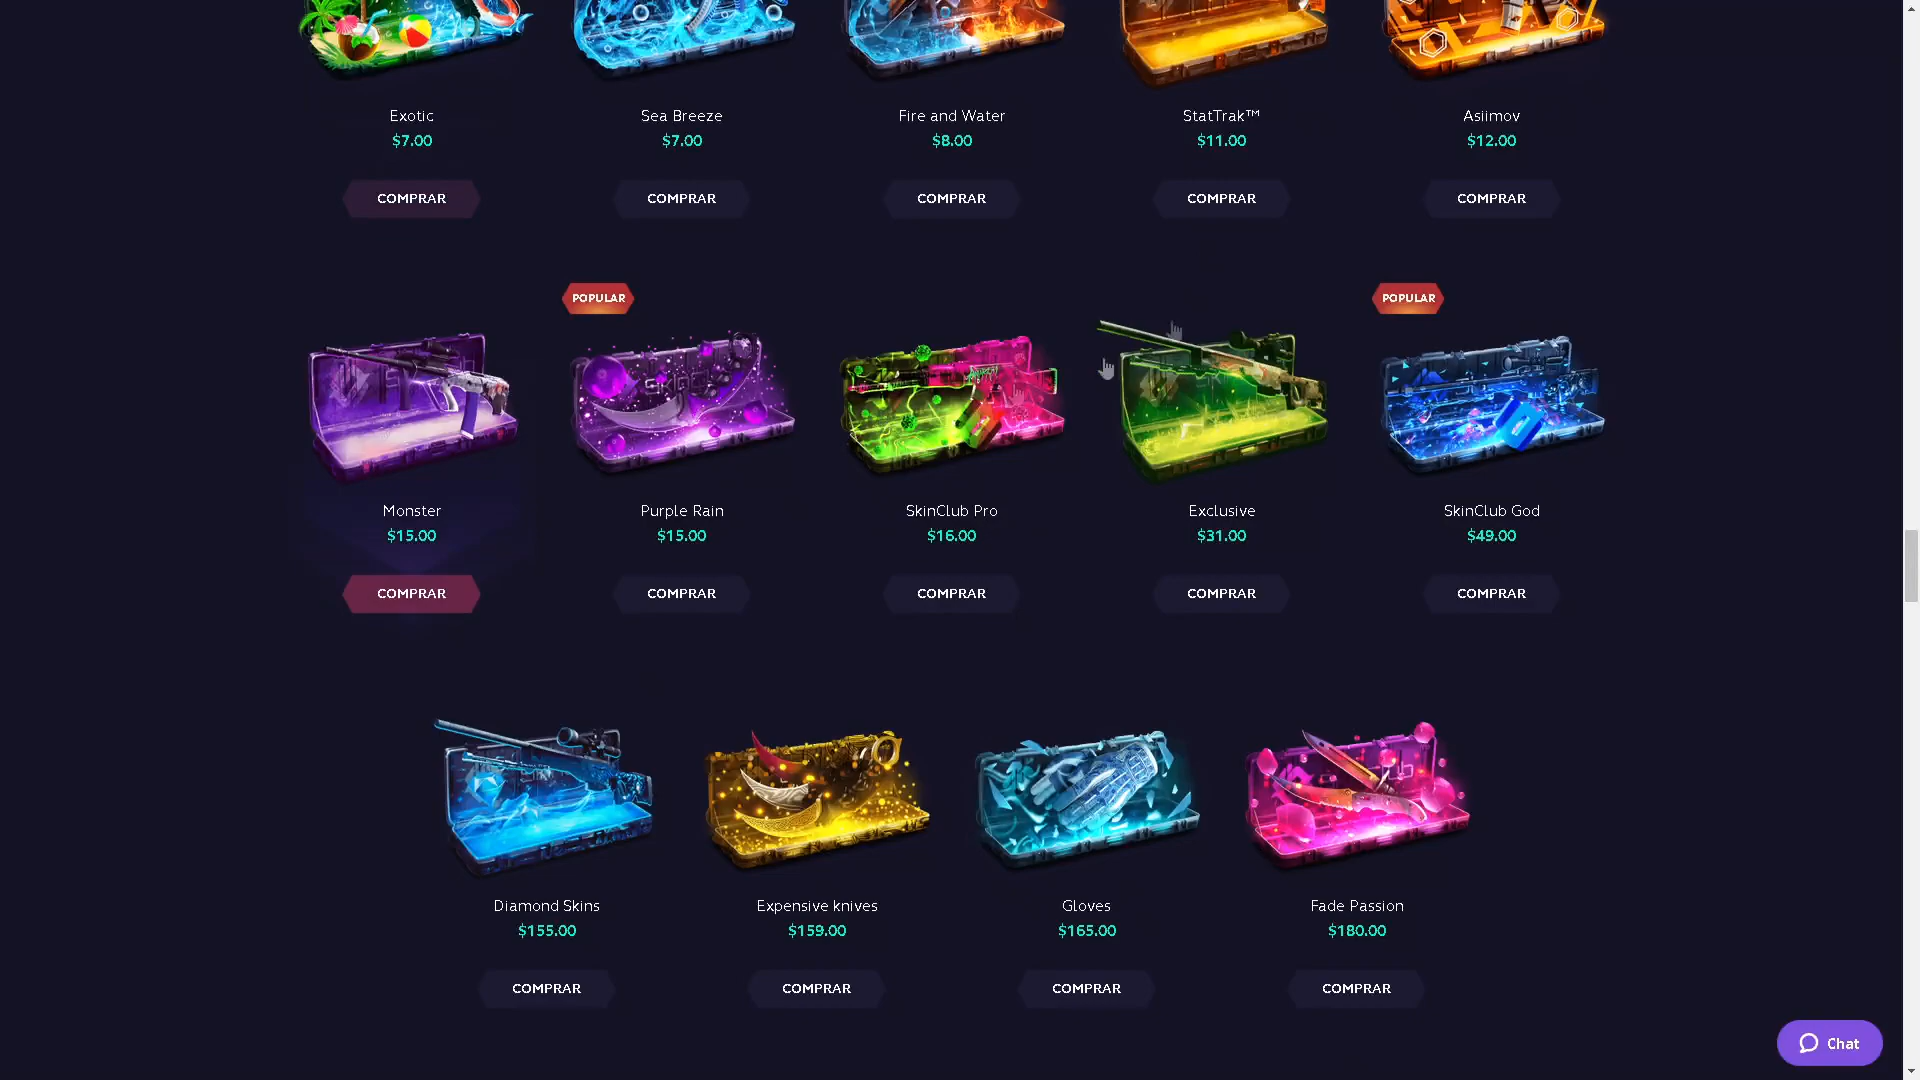 Exotic
$7.00
COMPRAR
Sea Breeze
$7.00
COMPRAR
Fire and Water
$8.00
COMPRAR
StatTrak™
$11.00
COMPRAR
Asiimov
$12.00
COMPRAR
Monster
$15.00
COMPRAR
POPULAR
Purple Rain
$15.00
COMPRAR
SkinClub Pro
$16.00
COMPRAR
Exclusive
$31.00
COMPRAR
POPULAR
SkinClub God
$49.00
COMPRAR
Diamond Skins
$155.00
COMPRAR
Expensive knives
$159.00
COMPRAR
Gloves
$165.00
COMPRAR
Fade Passion
$180.00
COMPRAR
Chat